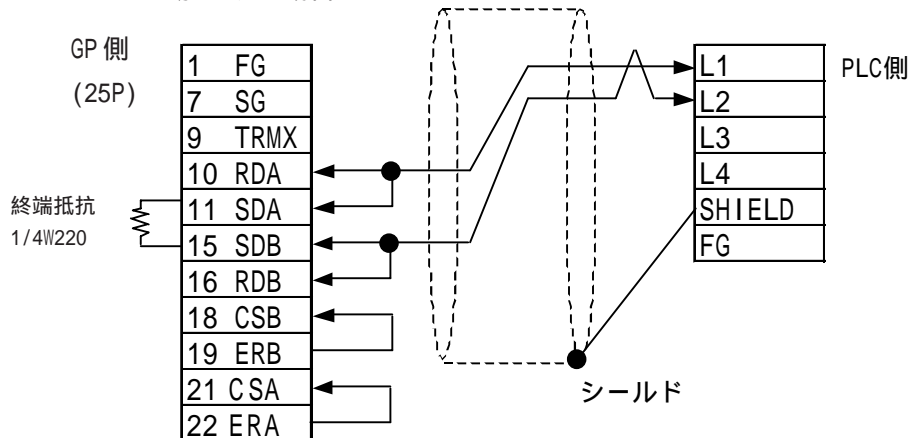 GP側
(25P)
1 FG
7 SG
9 TRMX
10 RDA
11 SDA
15 SDB
16 RDB
18 CSB
19 ERB
21 CSA
22 ERA
終端抵抗
1/4W220
L1
L2
L3
L4
SHIELD
FG
PLC側
シールド